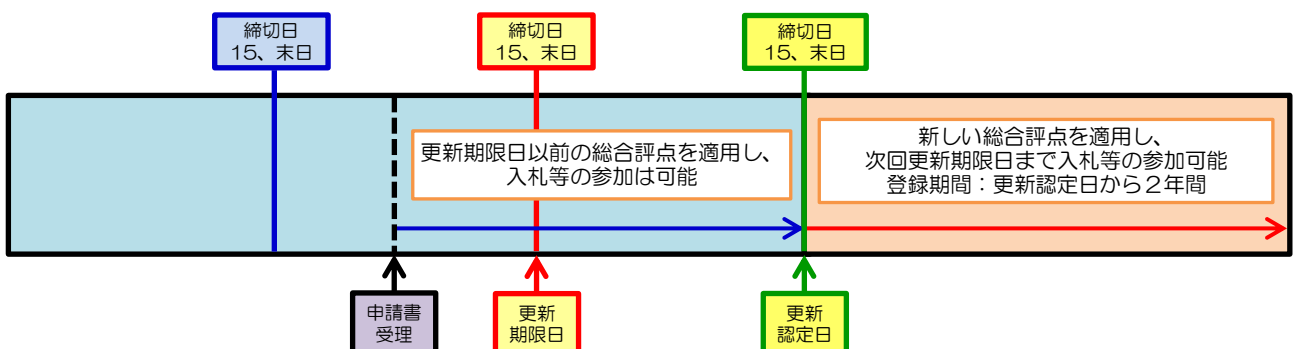 締切日
15、末日
締切日
15、末日
締切日
15、末日
更新期限日以前の総合評点を適用し、
入札等の参加は可能
新しい総合評点を適用し、
次回更新期限日まで入札等の参加可能
登録期間：更新認定日から２年間
申請書
受理
更新
期限日
更新
認定日